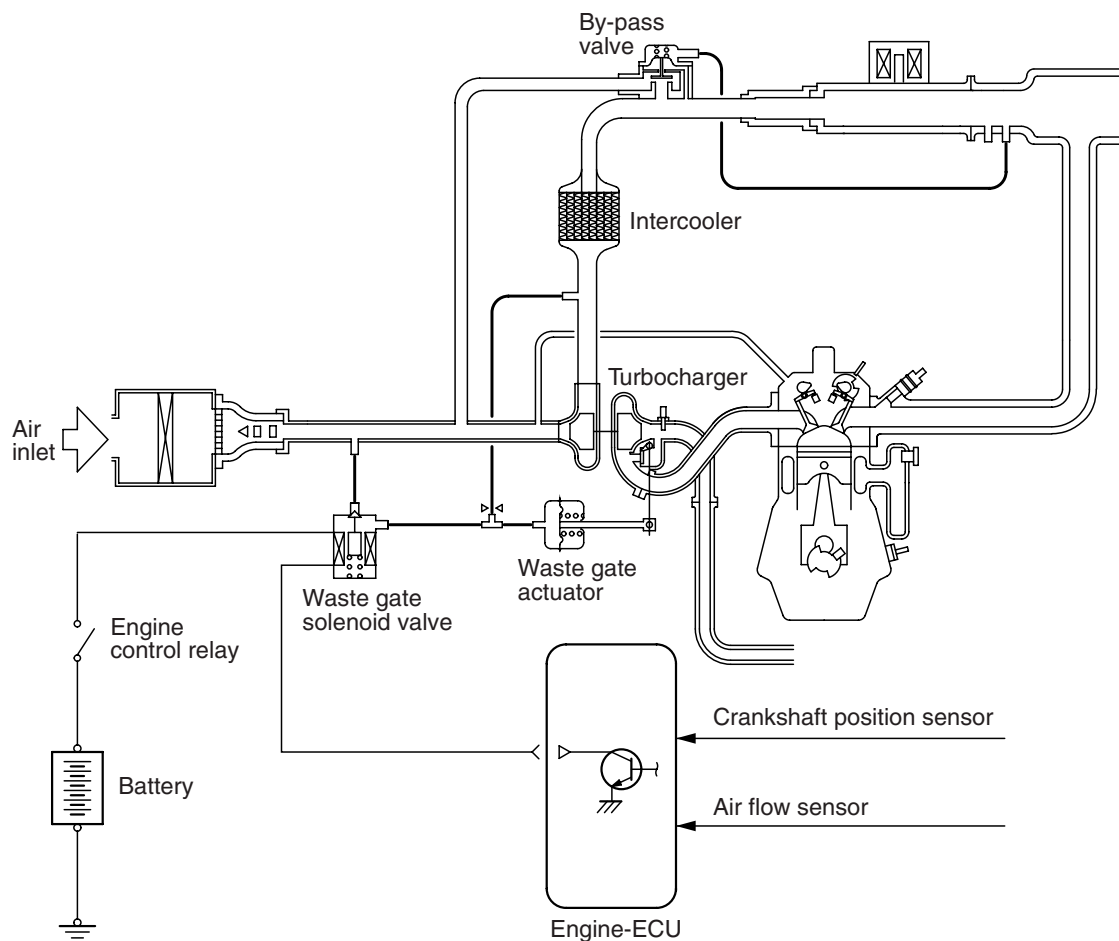 By-pass
valve
Intercooler
Turbocharger
Air
inlet
Waste gate
actuator
Waste gate
solenoid valve
Engine
control relay
Crankshaft position sensor
Battery
Air flow sensor
Engine-ECU